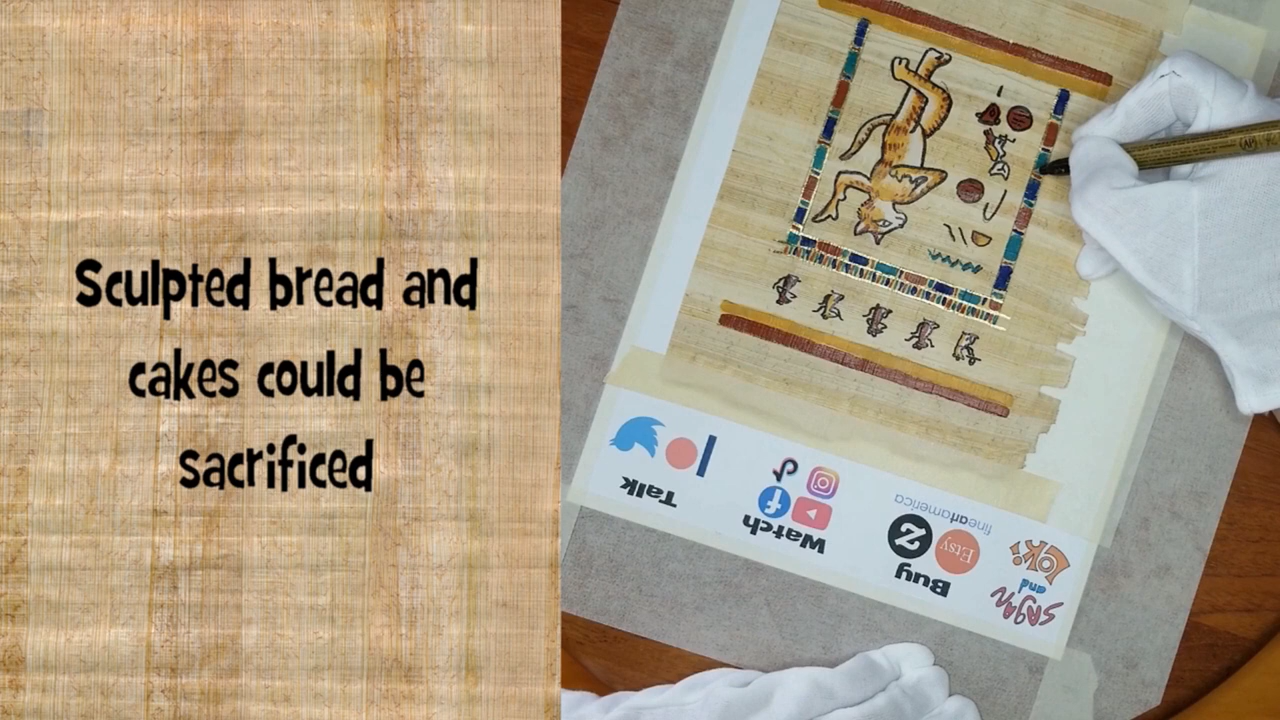 Sculpted bread and
cakes could be
sacrificed
Talk
Watch
Buy
fineartamerica
Etsy
Z
SAGAN
and
LOKI